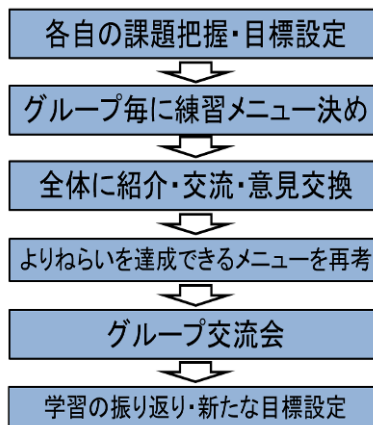 各自の課題把握・目標設定
グループ毎に練習メニュー決め
全体に紹介・交流・意見交換
よりねらいを達成できるメニューを再考
グループ交流会
学習の振り返り・新たな目標設定